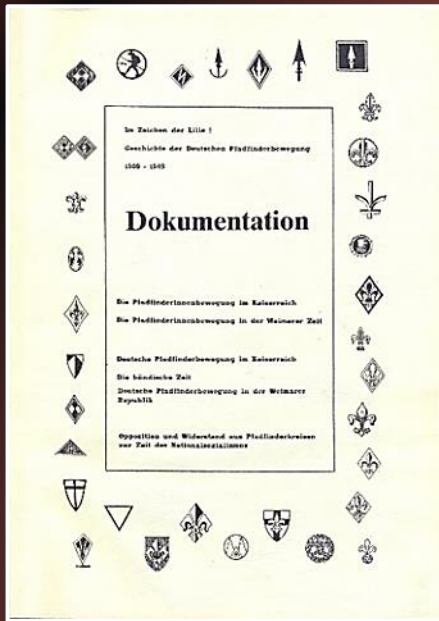 Im Zeichen der Lilie !
Geschichte der Deutschen Pfadfinderbewegung
1909 - 1945
Dokumentation
Die Pfadfinderinnenbewegung im Kaiserreich
Die Pfadfinderinnenbewegung in der Weimarer Zeit
Deutsche Pfadfinderbewegung im Kaiserreich
Die bündische Zeit
Deutsche Pfadfinderbewegung in der Weimarer
Republik
Opposition und Widerstand aus Pfadfinderkreisen
zur Zeit des Nationalsozialismus